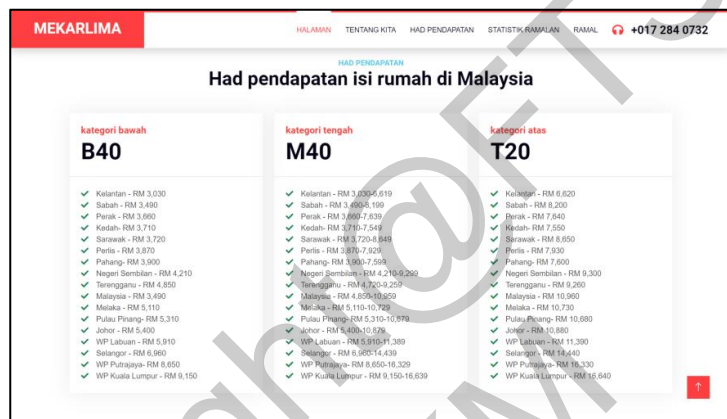 MEKARLIMA
HALAMAN TENTANG KITA HAD PENDAPATAN STATISTIK RAMALAN RAMAL +017 284 0732
HAD PENDAPATAN
Had pendapatan isi rumah di Malaysia
kategori bawah
B40
Kelantan - RM 3,030
Sabah - RM 3,490
Perak - RM 3,660
Kedah- RM 3,710
Sarawak - RM 3,720
Perlis - RM 3,870
Pahang- RM 3,900
Negeri Sembilan - RM 4,210
Terengganu - RM 4,850
Malaysia - RM 3,490
Melaka - RM 5,110
Pulau Pinang- RM 5,310
Johor - RM 5,400
WP Labuan - RM 5,910
Selangor - RM 6,960
WP Putrajaya- RM 8,650
WP Kuala Lumpur - RM 9,150
kategori tengah
M40
Kelantan - RM 3,030-6,619
Sabah - RM 3,490-8,199
Perak - RM 3,660-7,639
Kedah- RM 3,710-7,549
Sarawak - RM 3,720-8,649
Perlis - RM 3,870-7,929
Pahang- RM 3,900-7,599
Negeri Sembilan - RM 4,210-9,299
Terengganu - RM 4,720-9,259
Malaysia - RM 4,850-10,959
Melaka - RM 5,110-10,729
Pulau Pinang- RM 5,310-10,679
Johor - RM 5,400-10,879
WP Labuan - RM 5,910-11,389
Selangor - RM 6,960-14,439
WP Putrajaya- RM 8,650-16,329
WP Kuala Lumpur - RM 9,150-16,639
kategori atas
T20
Kelantan - RM 6,620
Sabah - RM 8,200
Perak - RM 7,640
Kedah- RM 7,550
Sarawak - RM 8,650
Perlis - RM 7,930
Pahang- RM 7,600
Negeri Sembilan - RM 9,300
Terengganu - RM 9,260
Malaysia - RM 10,960
Melaka - RM 10,730
Pulau Pinang- RM 10,680
Johor - RM 10,880
WP Labuan - RM 11,390
Selangor - RM 14,440
WP Putrajaya- RM 16,330
WP Kuala Lumpur - RM 16,640